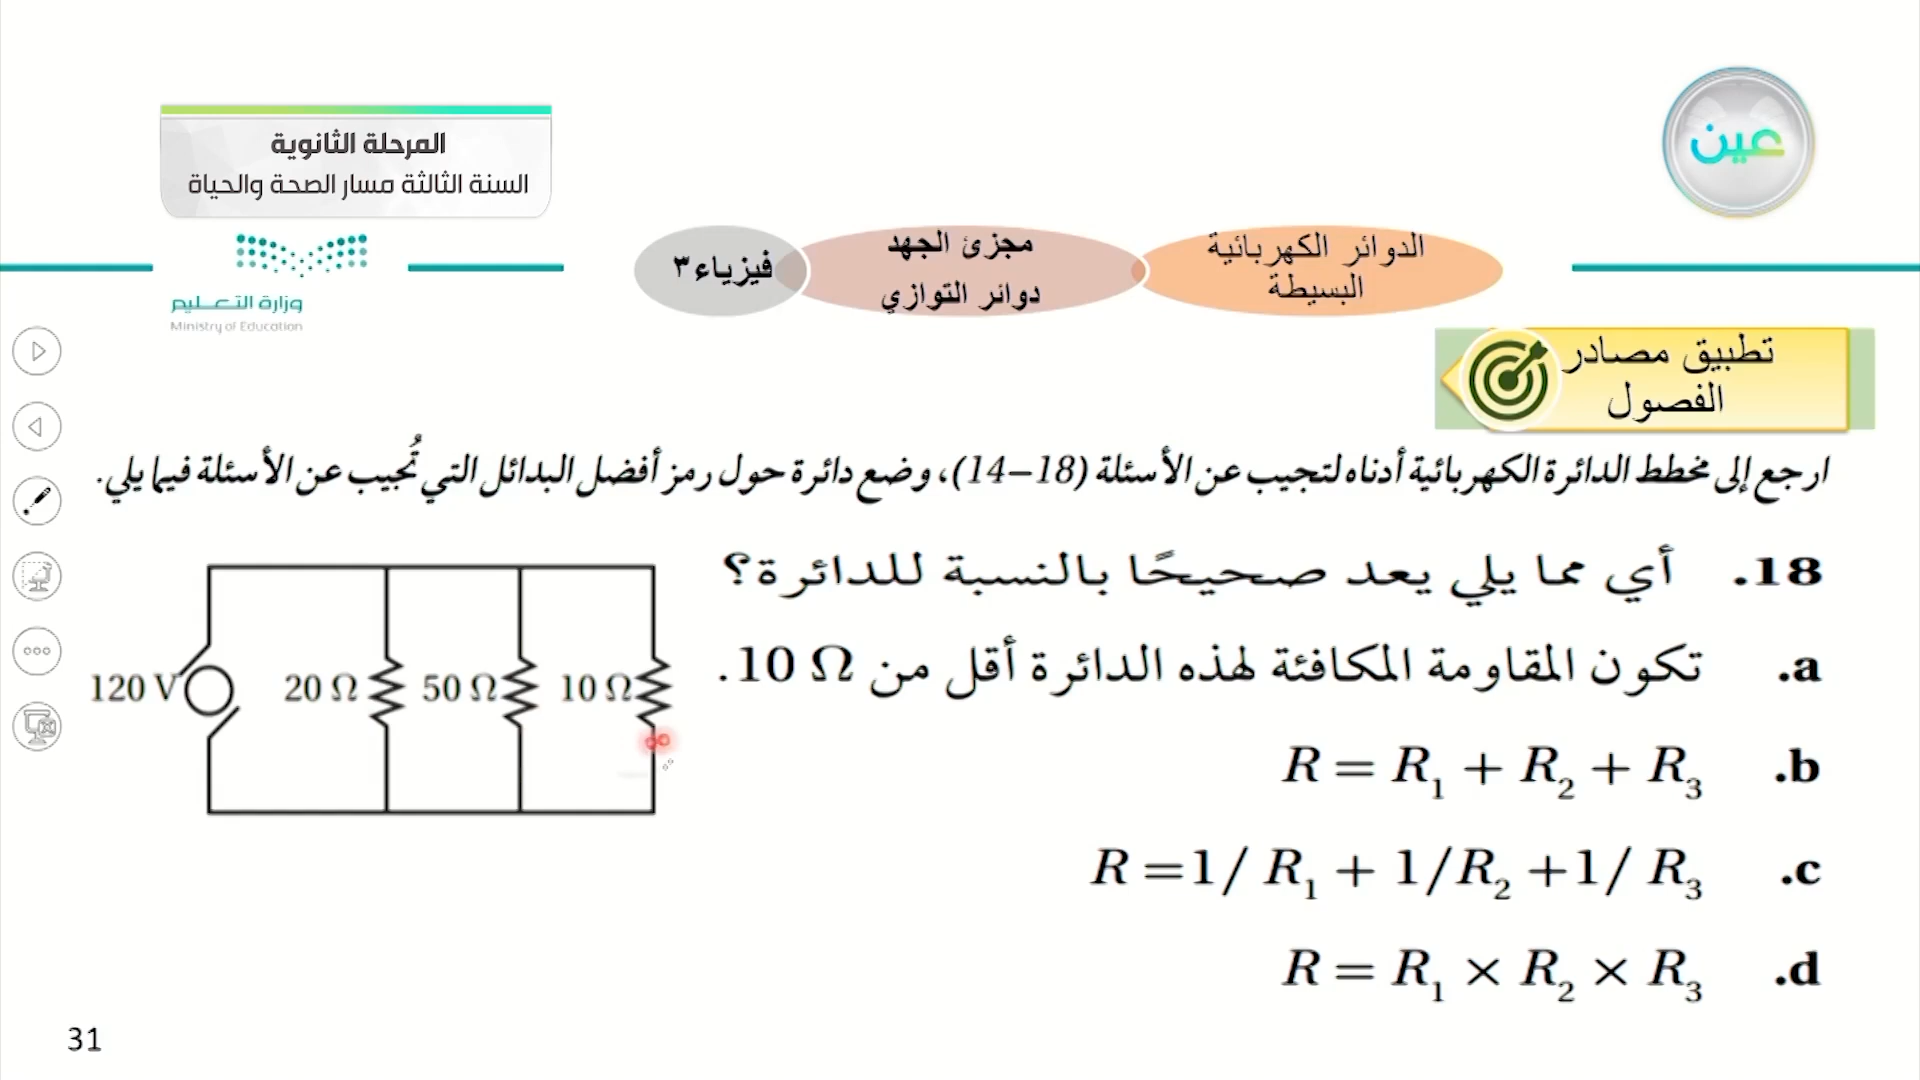 المرحلة الثانوية
السنة الثالثة مسار الصحة والحياة
عين
وزارة التعليم
Ministry of Education
الدوائر الكهربائية
البسيطة
مجزئ الجهد
دوائر التوازي
فيزياء٣
تطبيق مصادر
الفصول
ارجع إلى مخطط الدائرة الكهربائية أدناه لتجيب عن الأسئلة (18–14)، وضع دائرة حول رمز أفضل البدائل التي تُجيب عن الأسئلة فيما يلي.
18. أي مما يلي يعد صحيحًا بالنسبة للدائرة؟
a. تكون المقاومة المكافئة لهذه الدائرة أقل من 10 Ω.
b. R = R₁ + R₂ + R₃
c. R =1/ R₁ + 1/R₂ +1/ R₃
d. R = R₁ × R₂ × R₃
120 V 20 Ω 50 Ω 10 Ω
31